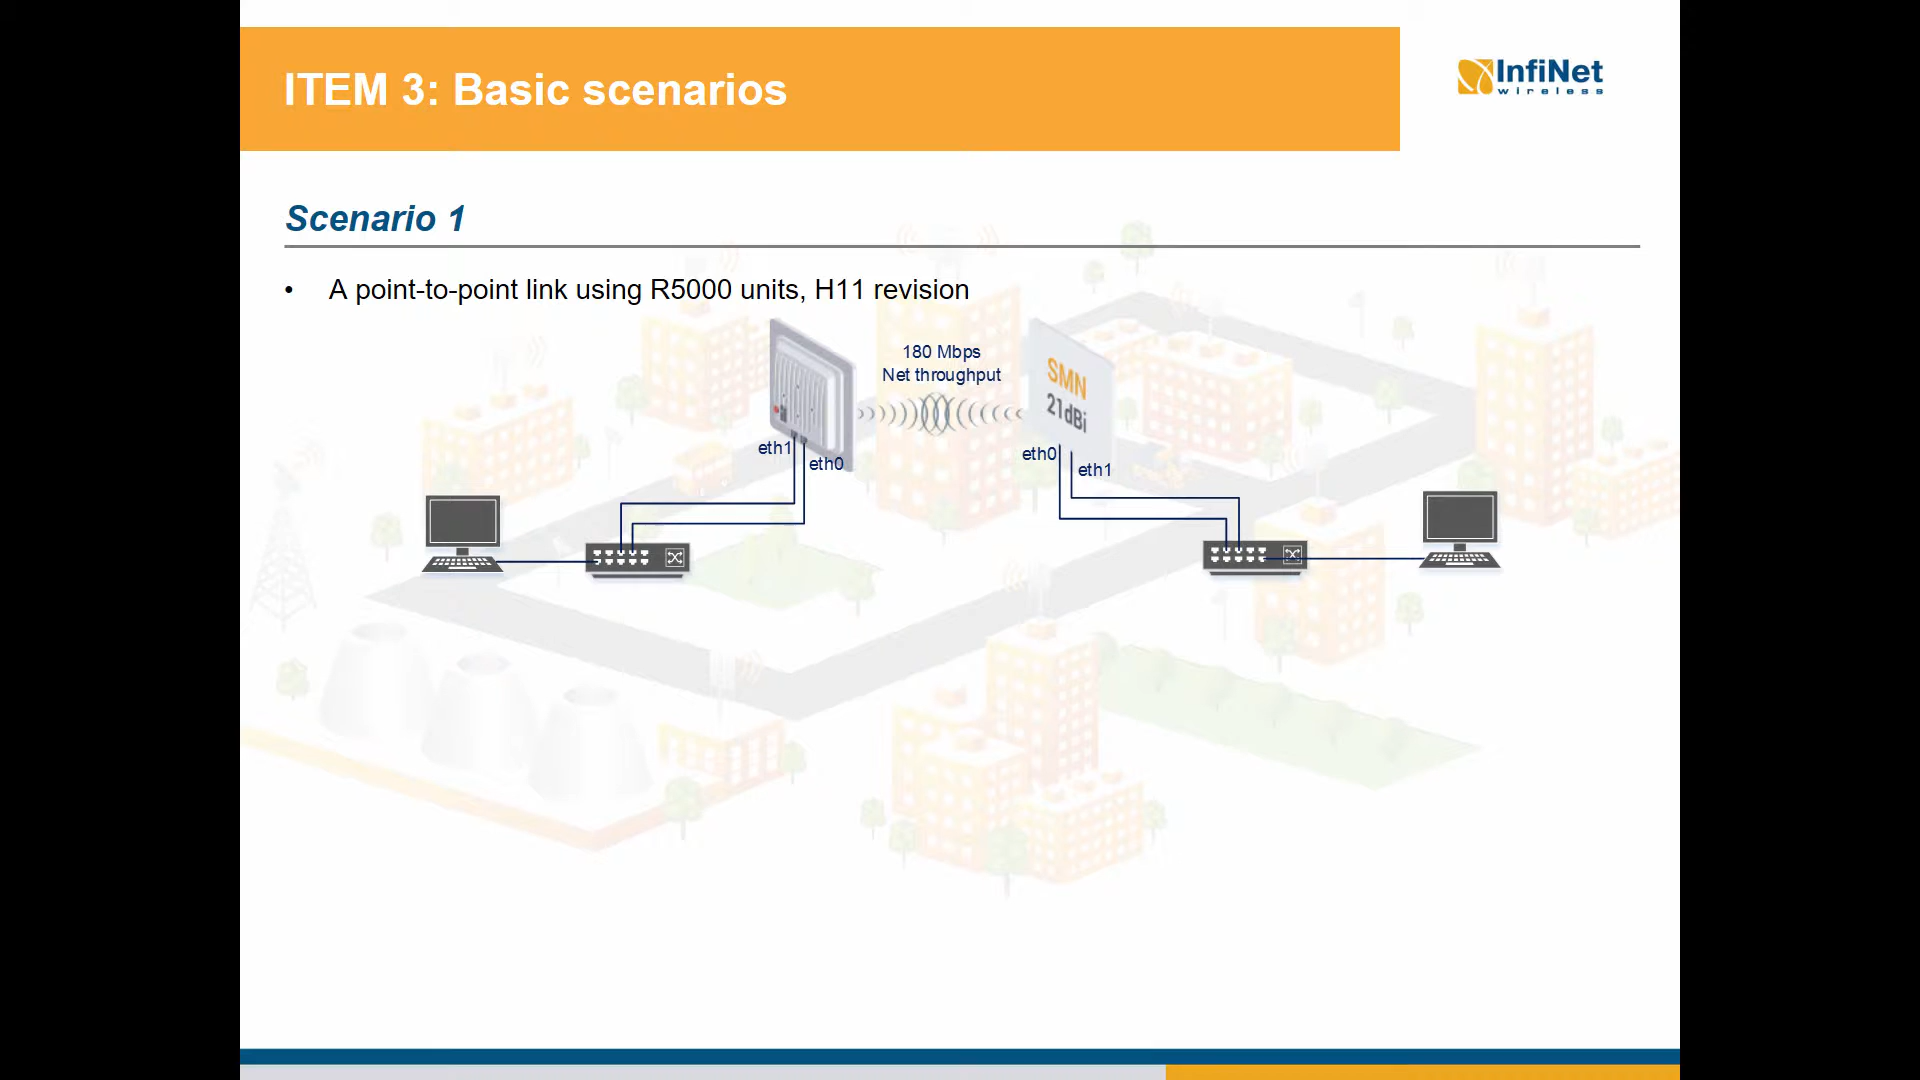 ITEM 3: Basic scenarios
InfiNet
wireless
Scenario 1
• A point-to-point link using R5000 units, H11 revision
180 Mbps
Net throughput
SMN
21dBi
eth1
eth0
eth0
eth1